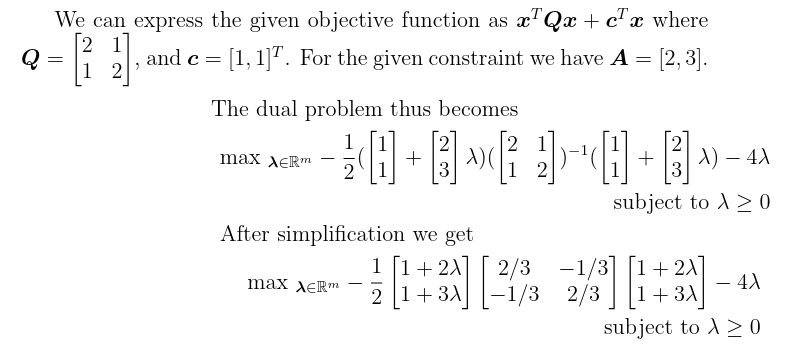 We can express the given objective function as $\boldsymbol{x}^T \boldsymbol{Q} \boldsymbol{x} + \boldsymbol{c}^T \boldsymbol{x}$ where
$\boldsymbol{Q} = \begin{bmatrix} 2 & 1 \\ 1 & 2 \end{bmatrix}$, and $\boldsymbol{c} = [1, 1]^T$. For the given constraint we have $\boldsymbol{A} = [2, 3]$.
The dual problem thus becomes
$\max_{\boldsymbol{\lambda} \in \mathbb{R}^m} -\frac{1}{2} ( \begin{bmatrix} 1 \\ 1 \end{bmatrix} + \begin{bmatrix} 2 \\ 3 \end{bmatrix} \lambda ) ( \begin{bmatrix} 2 & 1 \\ 1 & 2 \end{bmatrix} )^{-1} ( \begin{bmatrix} 1 \\ 1 \end{bmatrix} + \begin{bmatrix} 2 \\ 3 \end{bmatrix} \lambda ) - 4\lambda$
subject to $\lambda \geq 0$
After simplification we get
$\max_{\boldsymbol{\lambda} \in \mathbb{R}^m} -\frac{1}{2} \begin{bmatrix} 1 + 2\lambda \\ 1 + 3\lambda \end{bmatrix} \begin{bmatrix} 2/3 & -1/3 \\ -1/3 & 2/3 \end{bmatrix} \begin{bmatrix} 1 + 2\lambda \\ 1 + 3\lambda \end{bmatrix} - 4\lambda$
subject to $\lambda \geq 0$